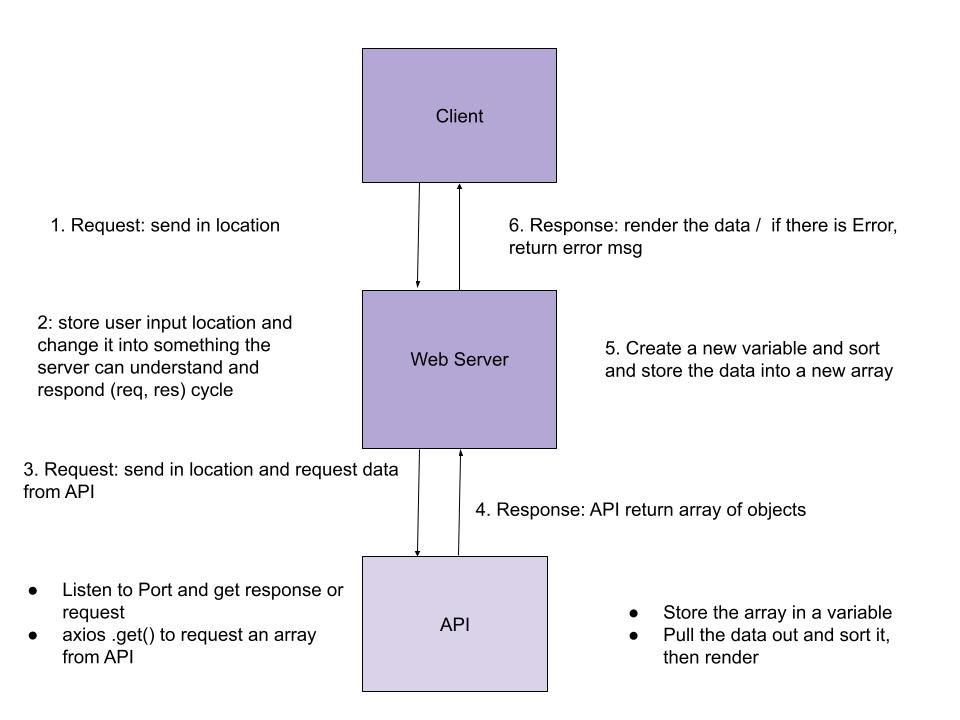 Client
1. Request: send in location
6. Response: render the data /  if there is Error,
return error msg
2: store user input location and
change it into something the
server can understand and
respond (req, res) cycle
Web Server
5. Create a new variable and sort
and store the data into a new array
3. Request: send in location and request data
from API
4. Response: API return array of objects
● Listen to Port and get response or
request
● axios .get() to request an array
from API
API
● Store the array in a variable
● Pull the data out and sort it,
then render